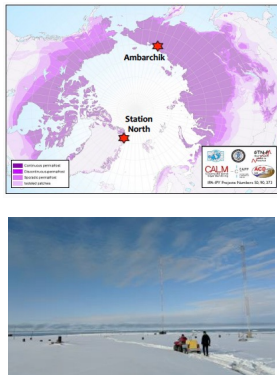 Ambarchik
Station
North
Continuous permafrost
Discontinuous permafrost
Sporadic permafrost
Isolated patches
CALM
IPA-IPY Projects Numbers 50, 90, 373